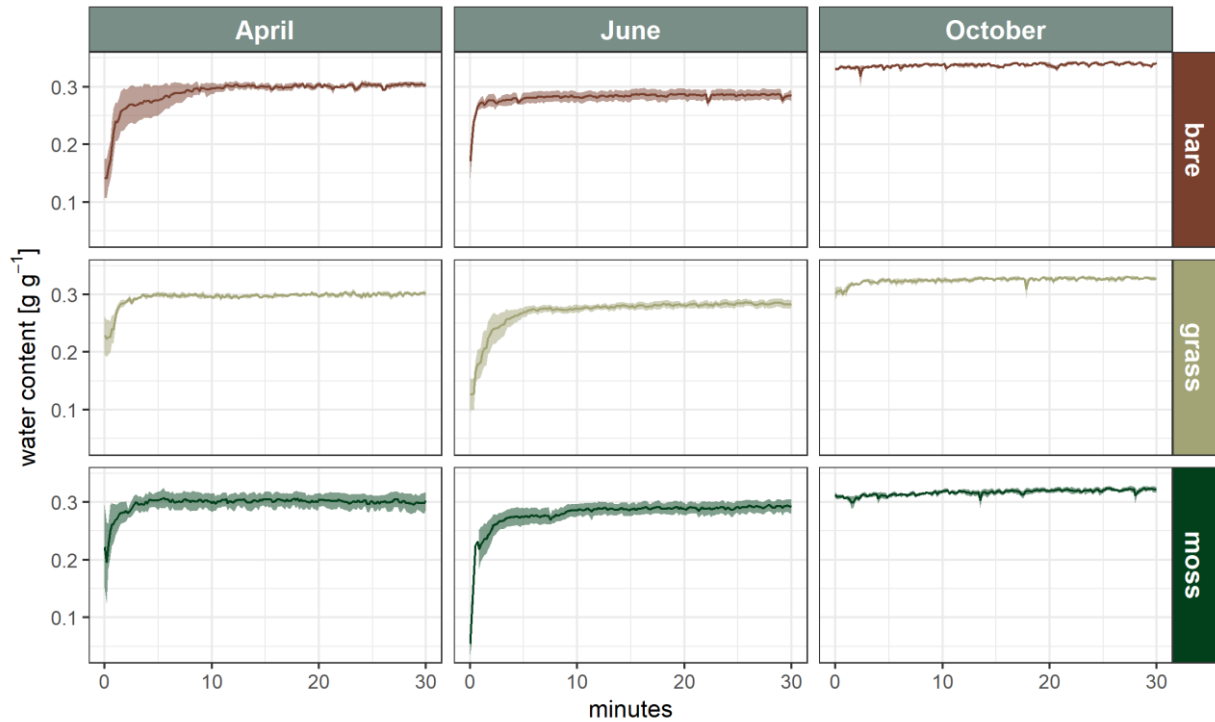 April June October
0.3
0.2
0.1
bare
0.3
0.2
0.1
grass
0.3
0.2
0.1
moss
water content [g g⁻¹]
0 10 20 30 0 10 20 30 0 10 20 30
minutes